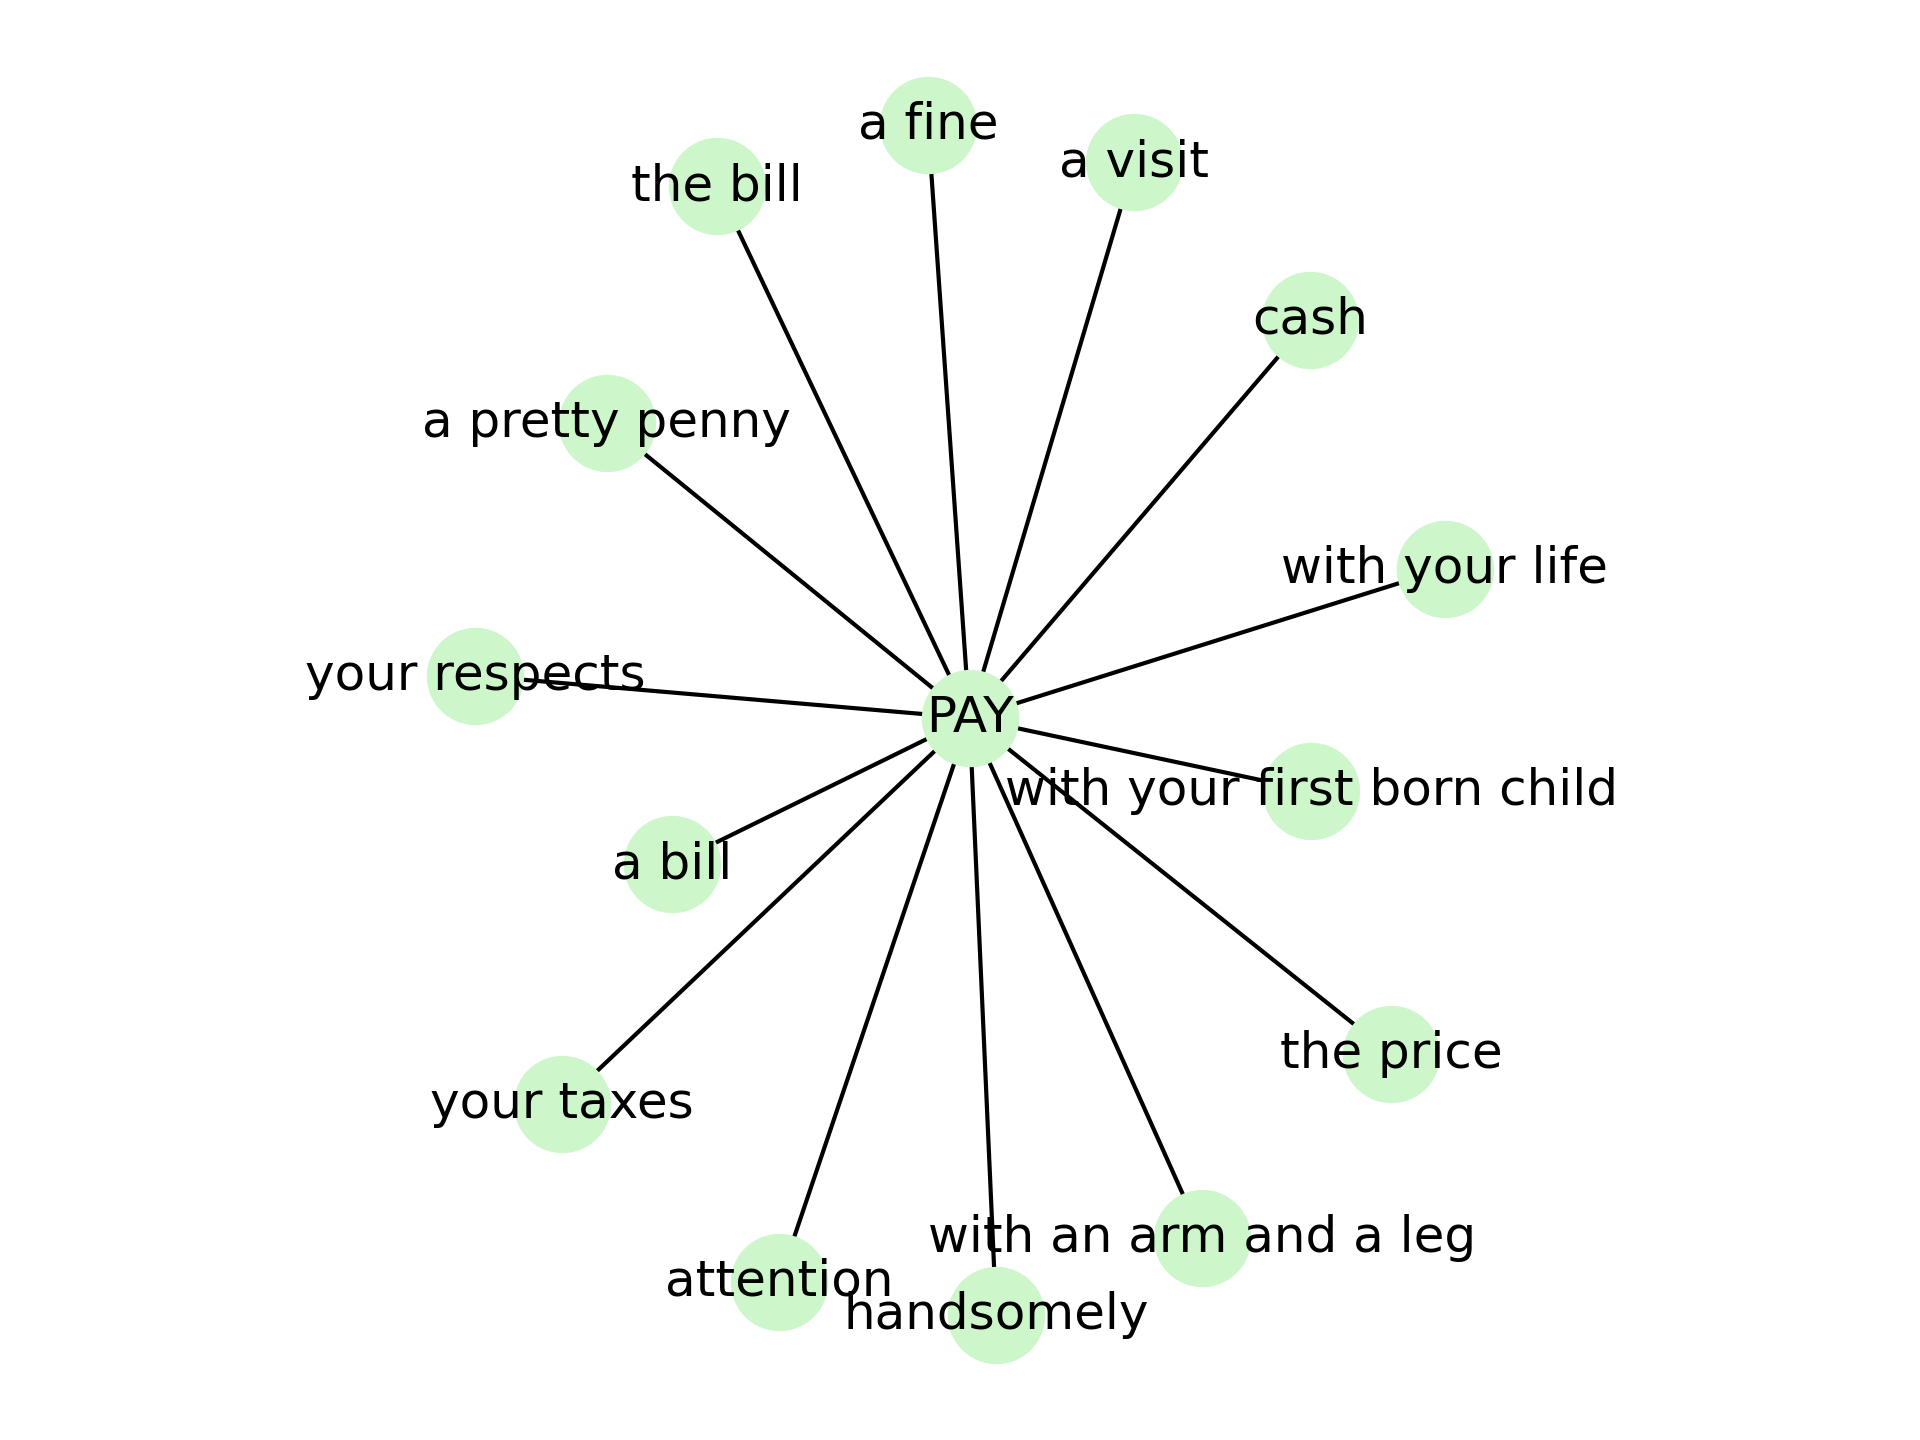 a fine
a visit
the bill
cash
a pretty penny
with your life
your respects
PAY
with your first born child
a bill
the price
your taxes
with an arm and a leg
attention
handsomely